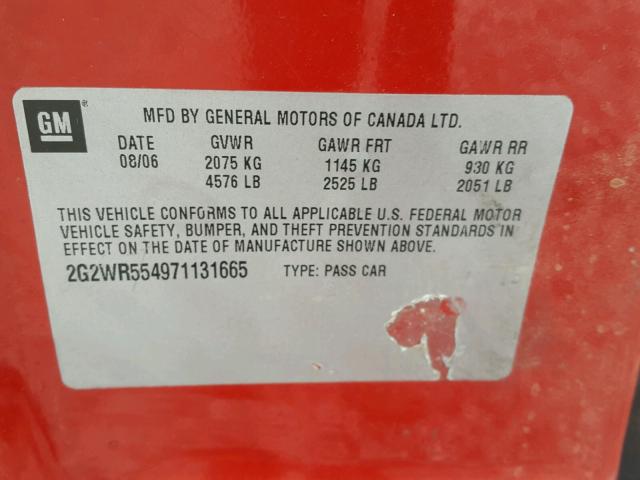 GM ®
MFD BY GENERAL MOTORS OF CANADA LTD.
DATE GVWR GAWR FRT GAWR RR
08/06 2075 KG 1145 KG 930 KG
4576 LB 2525 LB 2051 LB
THIS VEHICLE CONFORMS TO ALL APPLICABLE U.S. FEDERAL MOTOR
VEHICLE SAFETY, BUMPER, AND THEFT PREVENTION STANDARDS IN
EFFECT ON THE DATE OF MANUFACTURE SHOWN ABOVE.
2G2WR554971131665 TYPE: PASS CAR